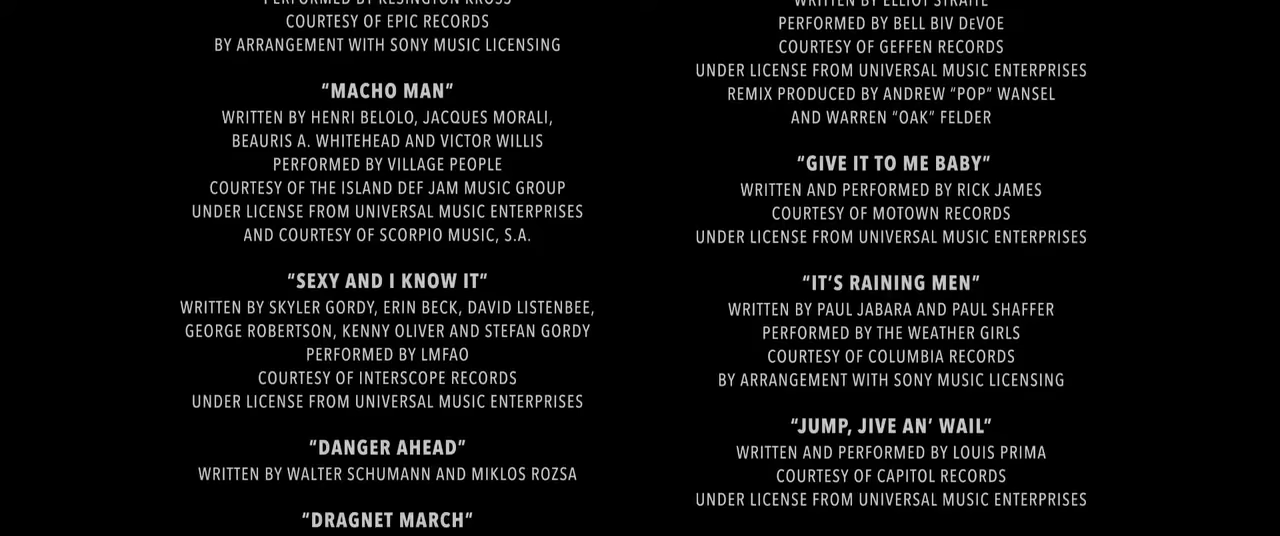 PERFORMED BY KESINGTON KROSS
COURTESY OF EPIC RECORDS
BY ARRANGEMENT WITH SONY MUSIC LICENSING
“MACHO MAN”
WRITTEN BY HENRI BELOLO, JACQUES MORALI,
BEAURIS A. WHITEHEAD AND VICTOR WILLIS
PERFORMED BY VILLAGE PEOPLE
COURTESY OF THE ISLAND DEF JAM MUSIC GROUP
UNDER LICENSE FROM UNIVERSAL MUSIC ENTERPRISES
AND COURTESY OF SCORPIO MUSIC, S.A.
“SEXY AND I KNOW IT”
WRITTEN BY SKYLER GORDY, ERIN BECK, DAVID LISTENBEE,
GEORGE ROBERTSON, KENNY OLIVER AND STEFAN GORDY
PERFORMED BY LMFAO
COURTESY OF INTERSCOPE RECORDS
UNDER LICENSE FROM UNIVERSAL MUSIC ENTERPRISES
“DANGER AHEAD”
WRITTEN BY WALTER SCHUMANN AND MIKLOS ROZSA
“DRAGNET MARCH”
WRITTEN BY ELLIOT STRAITE
PERFORMED BY BELL BIV DeVOE
COURTESY OF GEFFEN RECORDS
UNDER LICENSE FROM UNIVERSAL MUSIC ENTERPRISES
REMIX PRODUCED BY ANDREW “POP” WANSEL
AND WARREN “OAK” FELDER
“GIVE IT TO ME BABY”
WRITTEN AND PERFORMED BY RICK JAMES
COURTESY OF MOTOWN RECORDS
UNDER LICENSE FROM UNIVERSAL MUSIC ENTERPRISES
“IT’S RAINING MEN”
WRITTEN BY PAUL JABARA AND PAUL SHAFFER
PERFORMED BY THE WEATHER GIRLS
COURTESY OF COLUMBIA RECORDS
BY ARRANGEMENT WITH SONY MUSIC LICENSING
“JUMP, JIVE AN’ WAIL”
WRITTEN AND PERFORMED BY LOUIS PRIMA
COURTESY OF CAPITOL RECORDS
UNDER LICENSE FROM UNIVERSAL MUSIC ENTERPRISES